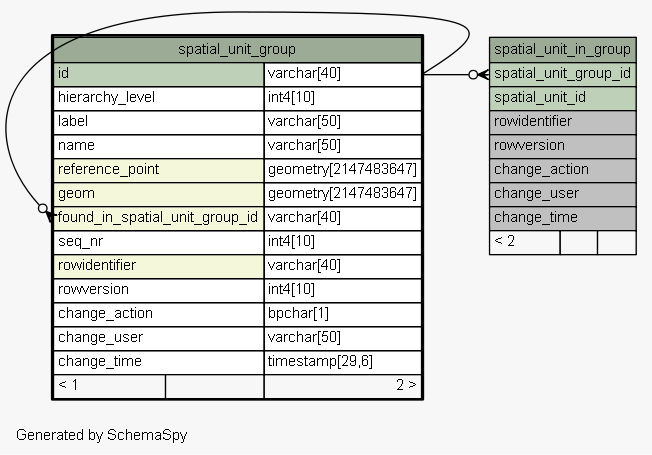 spatial_unit_group
id varchar[40]
hierarchy_level int4[10]
label varchar[50]
name varchar[50]
reference_point geometry[2147483647]
geom geometry[2147483647]
found_in_spatial_unit_group_id varchar[40]
seq_nr int4[10]
rowidentifier varchar[40]
rowversion int4[10]
change_action bpchar[1]
change_user varchar[50]
change_time timestamp[29,6]
< 1 2 >
spatial_unit_in_group
spatial_unit_group_id
spatial_unit_id
rowidentifier
rowversion
change_action
change_user
change_time
< 2
Generated by SchemaSpy